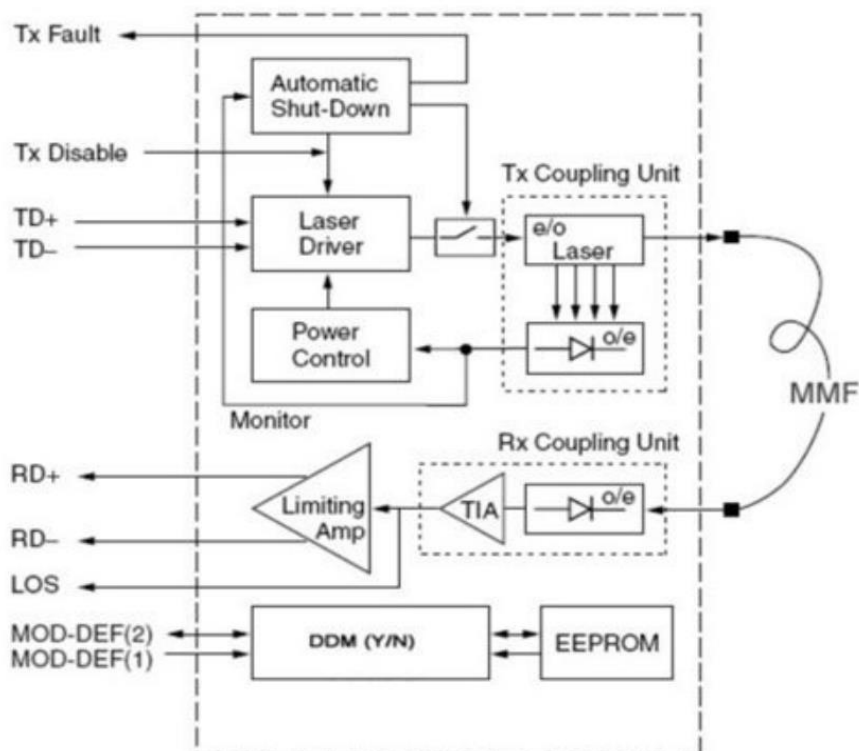 Tx Fault
Automatic
Shut-Down
Tx Disable
Tx Coupling Unit
TD+
TD–
Laser
Driver
e/o
Laser
Power
Control
o/e
MMF
Monitor
Rx Coupling Unit
RD+
RD–
Limiting
Amp
TIA
o/e
LOS
MOD-DEF(2)
MOD-DEF(1)
DDM (Y/N)
EEPROM